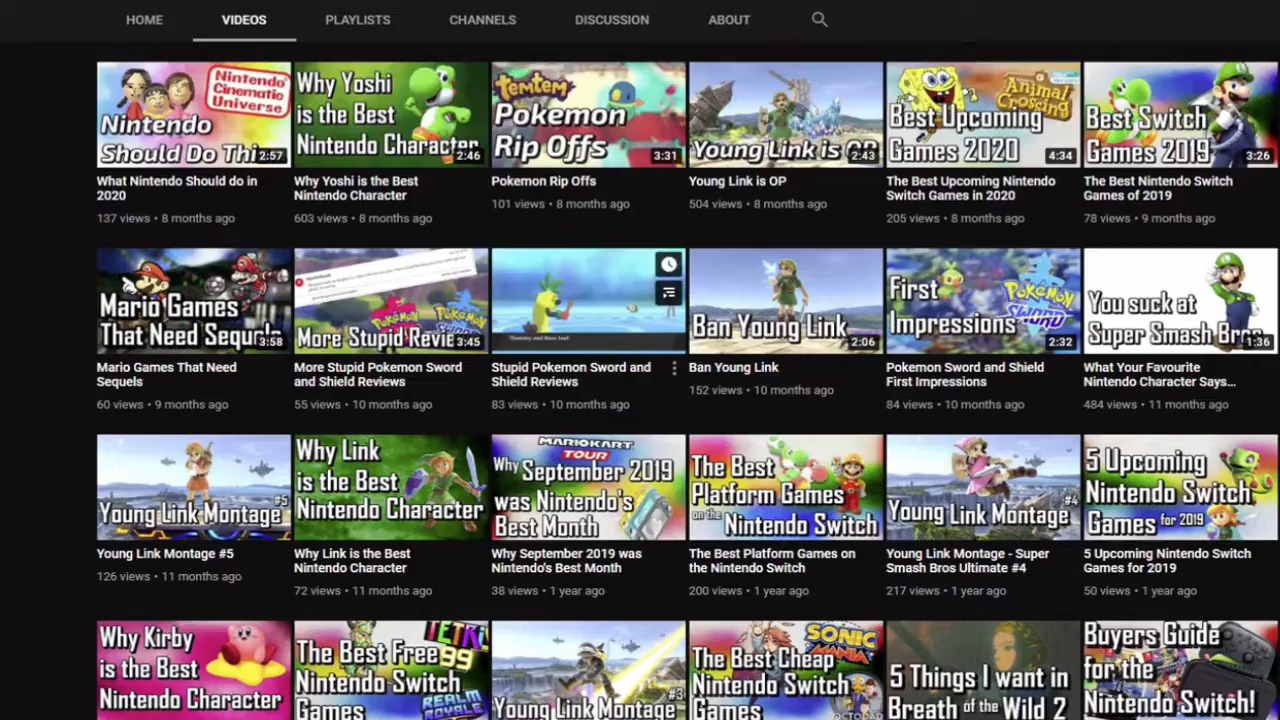 HOME VIDEOS PLAYLISTS CHANNELS DISCUSSION ABOUT
Nintendo
Cinematic
Universe
Nintendo
Should Do Thi
2:57
Why Yoshi
is the Best
Nintendo Character
2:46
temtem
Pokemon
Rip Offs
3:31
Young Link is OP
2:43
Animal
Crossing
Best Upcoming
Games 2020
4:34
Best Switch
Games 2019
3:26
What Nintendo Should do in
2020
137 views • 8 months ago
Why Yoshi is the Best
Nintendo Character
603 views • 8 months ago
Pokemon Rip Offs
101 views • 8 months ago
Young Link is OP
504 views • 8 months ago
The Best Upcoming Nintendo
Switch Games in 2020
205 views • 8 months ago
The Best Nintendo Switch
Games of 2019
78 views • 9 months ago
Mario Games
That Need Sequels
3:58
Pokémon
Pokémon
More Stupid Revie
3:45
Ban Young Link
2:06
First
Impressions
Pokémon
SWORD
2:32
You suck at
Super Smash Bros
1:36
Mario Games That Need
Sequels
60 views • 9 months ago
More Stupid Pokemon Sword
and Shield Reviews
55 views • 10 months ago
Stupid Pokemon Sword and
Shield Reviews
83 views • 10 months ago
Ban Young Link
152 views • 10 months ago
Pokemon Sword and Shield
First Impressions
84 views • 10 months ago
What Your Favourite
Nintendo Character Says...
484 views • 11 months ago
#5
Young Link Montage
Why Link
is the Best
Nintendo Character
MARIOKART
TOUR
Why September 2019
was Nintendo's
Best Month
The Best
Platform Games
on the Nintendo Switch
#4
Young Link Montage
5 Upcoming
Nintendo Switch
Games for 2019
Young Link Montage #5
126 views • 11 months ago
Why Link is the Best
Nintendo Character
72 views • 11 months ago
Why September 2019 was
Nintendo's Best Month
38 views • 1 year ago
The Best Platform Games on
the Nintendo Switch
200 views • 1 year ago
Young Link Montage - Super
Smash Bros Ultimate #4
217 views • 1 year ago
5 Upcoming Nintendo Switch
Games for 2019
50 views • 1 year ago
Why Kirby
is the Best
Nintendo Character
TETRIS
99
The Best Free
Nintendo Switch
Games
REALM
ROYALE
#3
Young Link Montage
SONIC
MANIA
The Best Cheap
Nintendo Switch
Games
OCTODAD
5 Things I want in
Breath of the Wild 2
Buyers Guide
for the
Nintendo Switch!